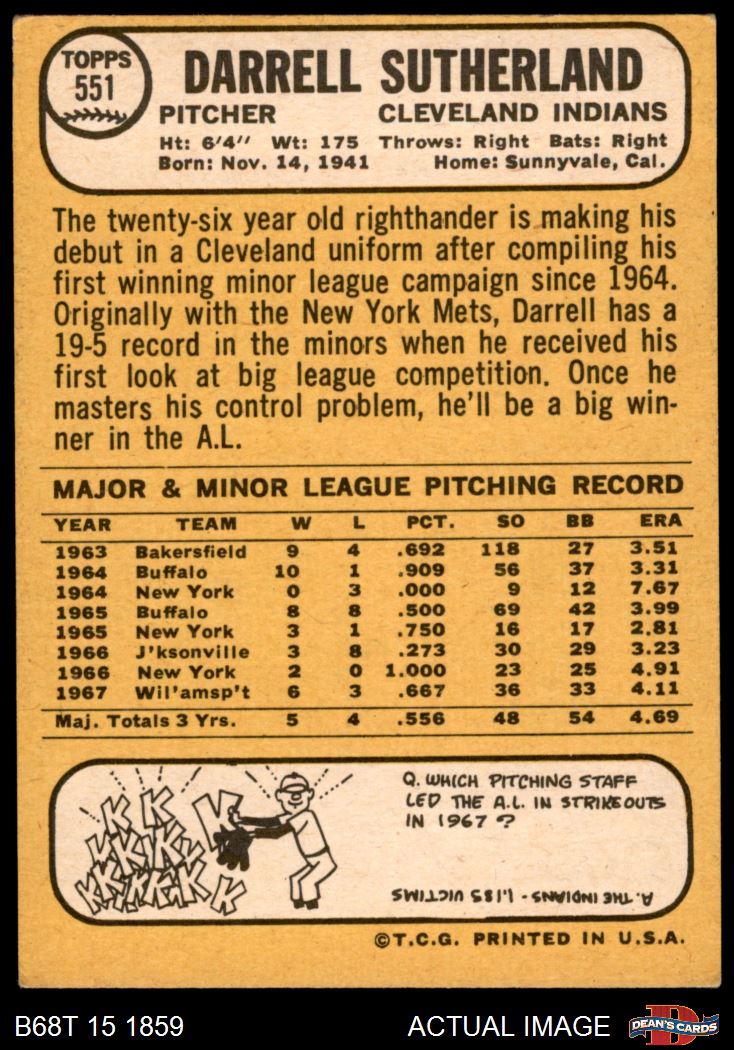 TOPPS
551
DARRELL SUTHERLAND
PITCHER CLEVELAND INDIANS
Ht: 6'4" Wt: 175 Throws: Right Bats: Right
Born: Nov. 14, 1941 Home: Sunnyvale, Cal.
The twenty-six year old righthander is making his
debut in a Cleveland uniform after compiling his
first winning minor league campaign since 1964.
Originally with the New York Mets, Darrell has a
19-5 record in the minors when he received his
first look at big league competition. Once he
masters his control problem, he'll be a big win-
ner in the A.L.
MAJOR & MINOR LEAGUE PITCHING RECORD
YEAR TEAM W L PCT. SO BB ERA
1963 Bakersfield 9 4 .692 118 27 3.51
1964 Buffalo 10 1 .909 56 37 3.31
1964 New York 0 3 .000 9 12 7.67
1965 Buffalo 8 8 .500 69 42 3.99
1965 New York 3 1 .750 16 17 2.81
1966 J'ksonville 3 8 .273 30 29 3.23
1966 New York 2 0 1.000 23 25 4.91
1967 Wil'amsp't 6 3 .667 36 33 4.11
Maj. Totals 3 Yrs. 5 4 .556 48 54 4.69
K K K K K K K K K K K K K K
Q. WHICH PITCHING STAFF
LED THE A.L. IN STRIKEOUTS
IN 1967?
A. THE INDIANS - 1,185 VICTIMS
©T.C.G. PRINTED IN U.S.A.
B68T 15 1859 ACTUAL IMAGE
D
DEAN'S CARDS